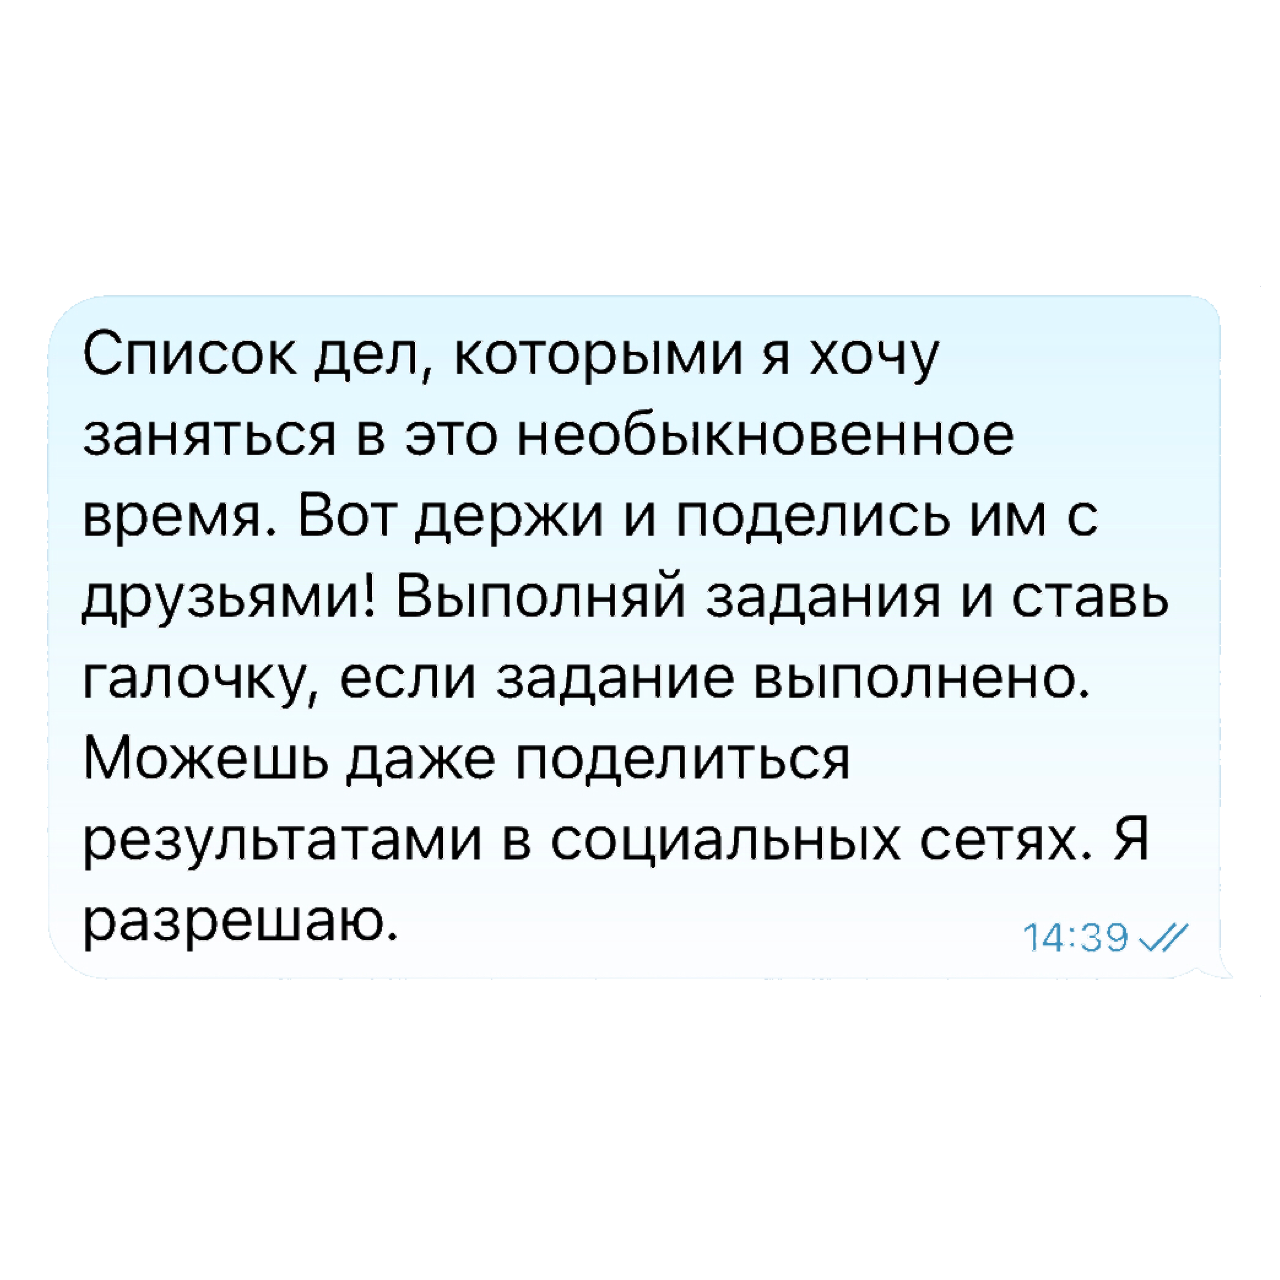 Список дел, которыми я хочу
заняться в это необыкновенное
время. Вот держи и поделись им с
друзьями! Выполняй задания и ставь
галочку, если задание выполнено.
Можешь даже поделиться
результатами в социальных сетях. Я
разрешаю.
14:39